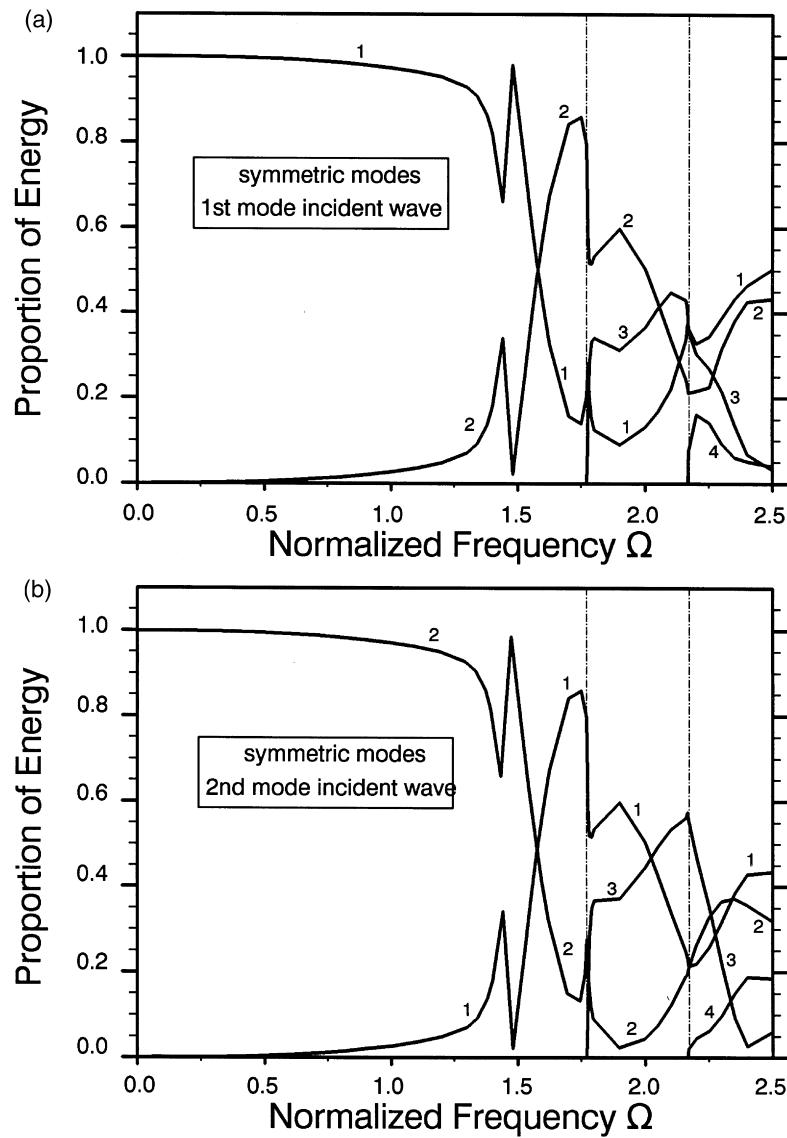 (a)
Proportion of Energy
1.0
0.8
0.6
0.4
0.2
0.0
symmetric modes
1st mode incident wave
1
2
2
1
2
3
1
1
2
3
4
0.0 0.5 1.0 1.5 2.0 2.5
Normalized Frequency Ω
(b)
Proportion of Energy
1.0
0.8
0.6
0.4
0.2
0.0
symmetric modes
2nd mode incident wave
2
1
1
2
1
3
2
1
2
3
4
0.0 0.5 1.0 1.5 2.0 2.5
Normalized Frequency Ω